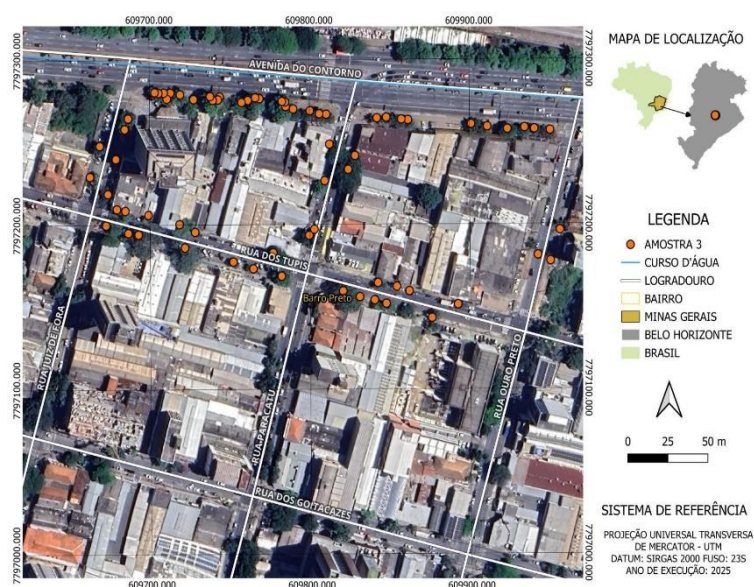 609700.000 609800.000 609900.000
7797300.000
7797300.000
AVENIDA DO CONTORNO
7797200.000
7797200.000
RUA DOS TUPIS
Barro Preto
RUA JUIZ DE FORA
RUA PARACATU
RUA OURO PRETO
7797100.000
7797100.000
RUA DOS GOITACAZES
7797000.000
7797000.000
609700.000 609800.000 609900.000
MAPA DE LOCALIZAÇÃO
LEGENDA
AMOSTRA 3
CURSO D'ÁGUA
LOGRADOURO
BAIRRO
MINAS GERAIS
BELO HORIZONTE
BRASIL
0 25 50 m
SISTEMA DE REFERÊNCIA
PROJEÇÃO UNIVERSAL TRANSVERSA
DE MERCATOR - UTM
DATUM: SIRGAS 2000 FUSO: 23S
ANO DE EXECUÇÃO: 2025